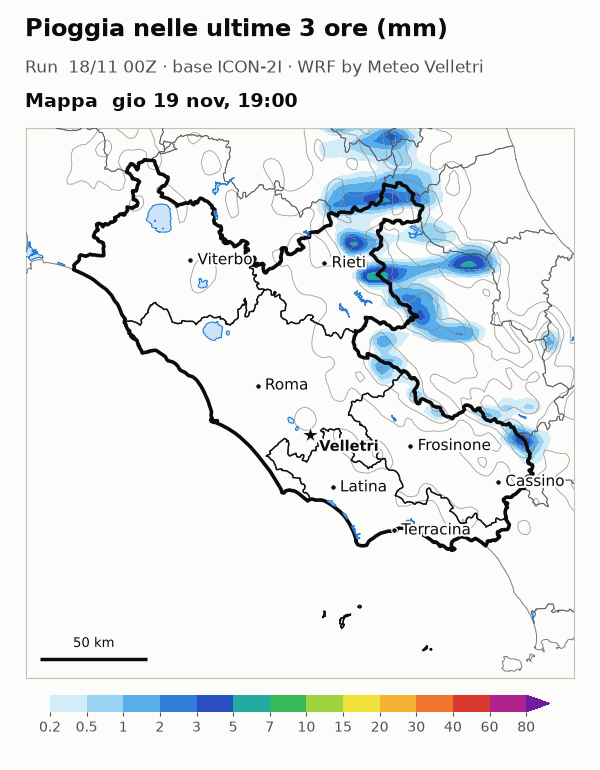 Pioggia nelle ultime 3 ore (mm)
Run 18/11 00Z · base ICON-2I · WRF by Meteo Velletri
Mappa gio 19 nov, 19:00
Viterbo
Rieti
Roma
Velletri
Frosinone
Latina
Cassino
Terracina
50 km
0.2 0.5 1 2 3 5 7 10 15 20 30 40 60 80